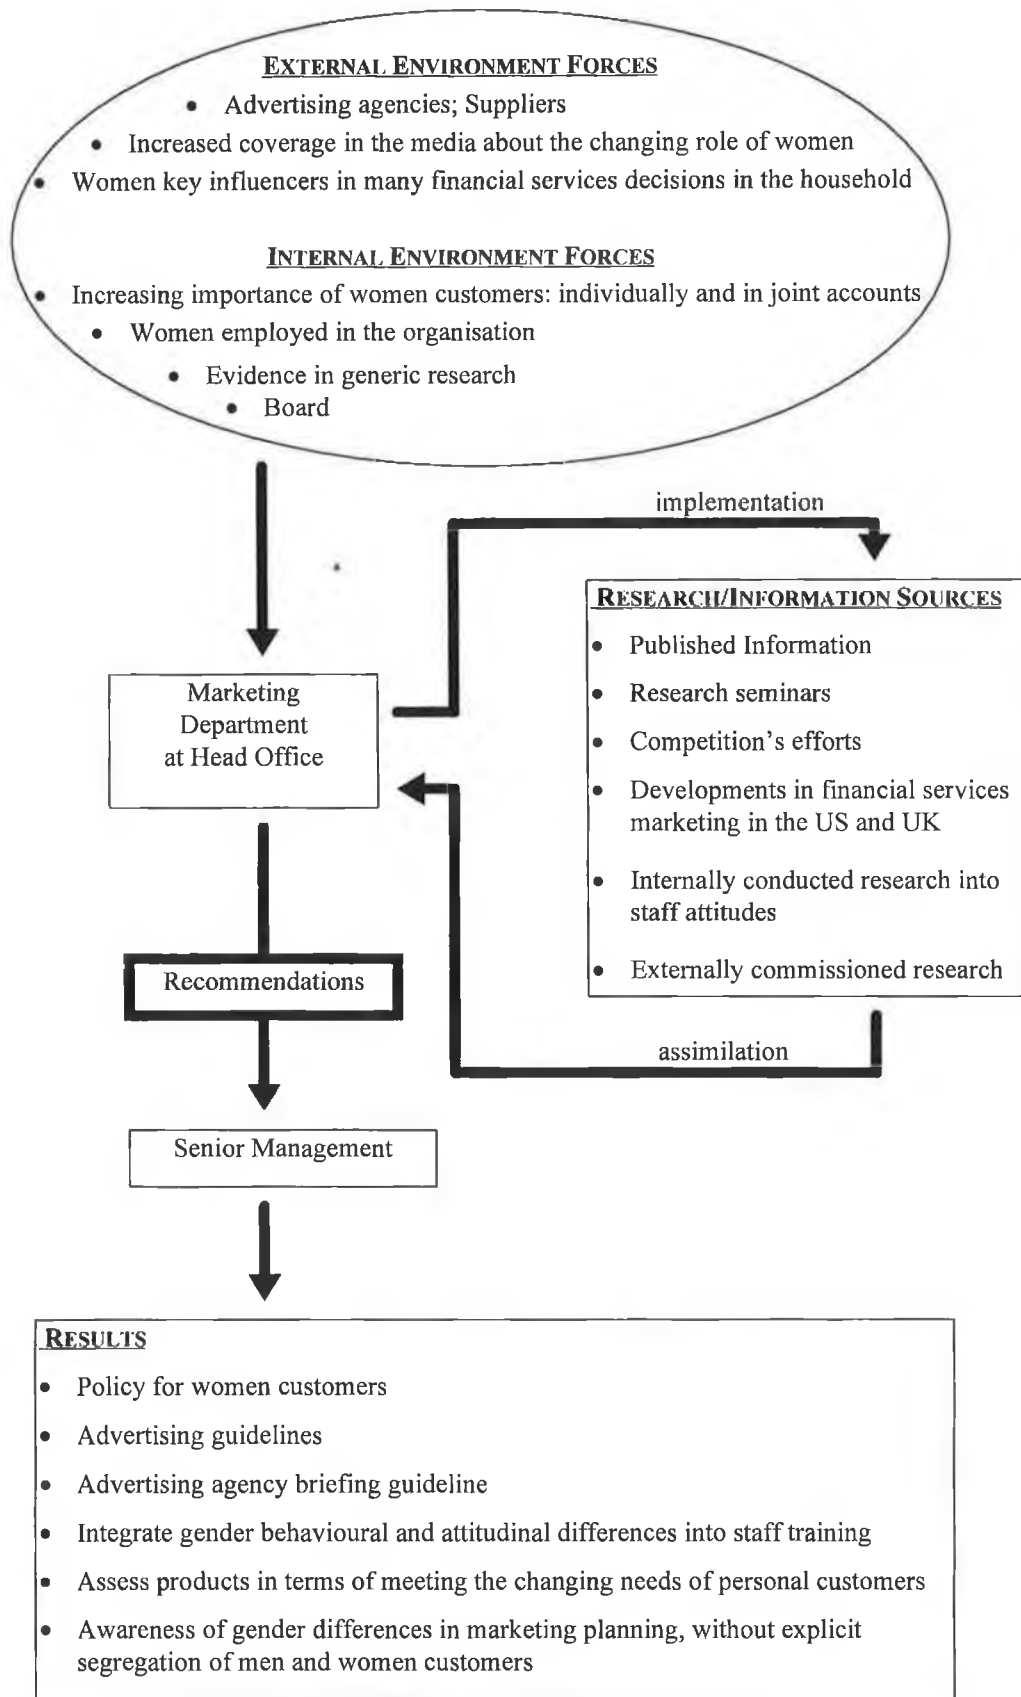 EXTERNAL ENVIRONMENT FORCES
• Advertising agencies; Suppliers
• Increased coverage in the media about the changing role of women
• Women key influencers in many financial services decisions in the household
INTERNAL ENVIRONMENT FORCES
• Increasing importance of women customers: individually and in joint accounts
• Women employed in the organisation
• Evidence in generic research
• Board
implementation
RESEARCH/INFORMATION SOURCES
• Published Information
• Research seminars
• Competition's efforts
• Developments in financial services
marketing in the US and UK
• Internally conducted research into
staff attitudes
• Externally commissioned research
Marketing
Department
at Head Office
assimilation
Recommendations
Senior Management
RESULTS
• Policy for women customers
• Advertising guidelines
• Advertising agency briefing guideline
• Integrate gender behavioural and attitudinal differences into staff training
• Assess products in terms of meeting the changing needs of personal customers
• Awareness of gender differences in marketing planning, without explicit
segregation of men and women customers